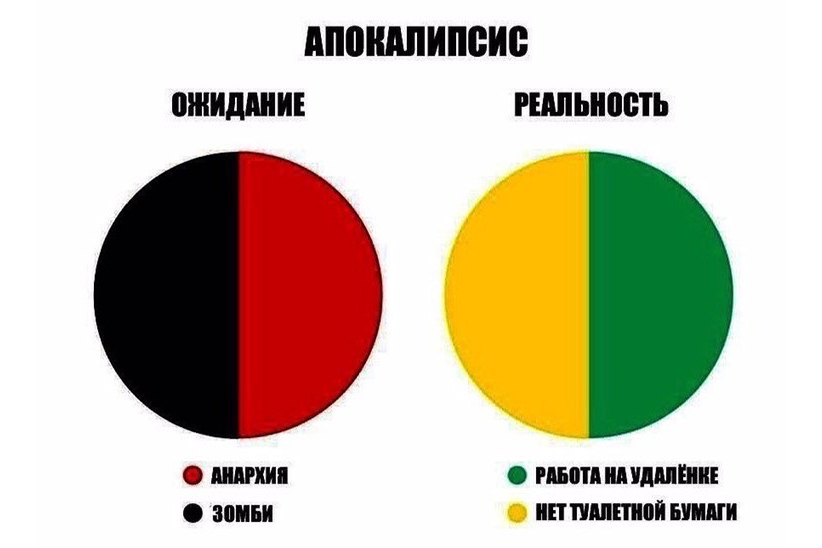 АПОКАЛИПСИС
ОЖИДАНИЕ
РЕАЛЬНОСТЬ
АНАРХИЯ
ЗОМБИ
РАБОТА НА УДАЛЁНКЕ
НЕТ ТУАЛЕТНОЙ БУМАГИ